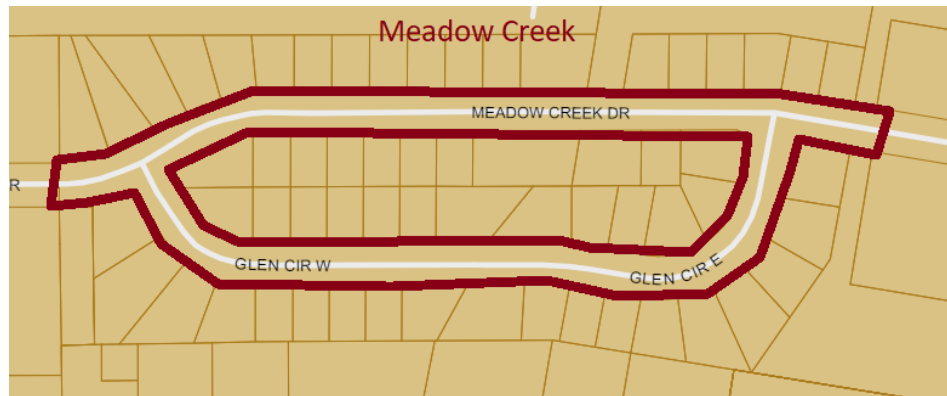 Meadow Creek
MEADOW CREEK DR
R
GLEN CIR W
GLEN CIR E